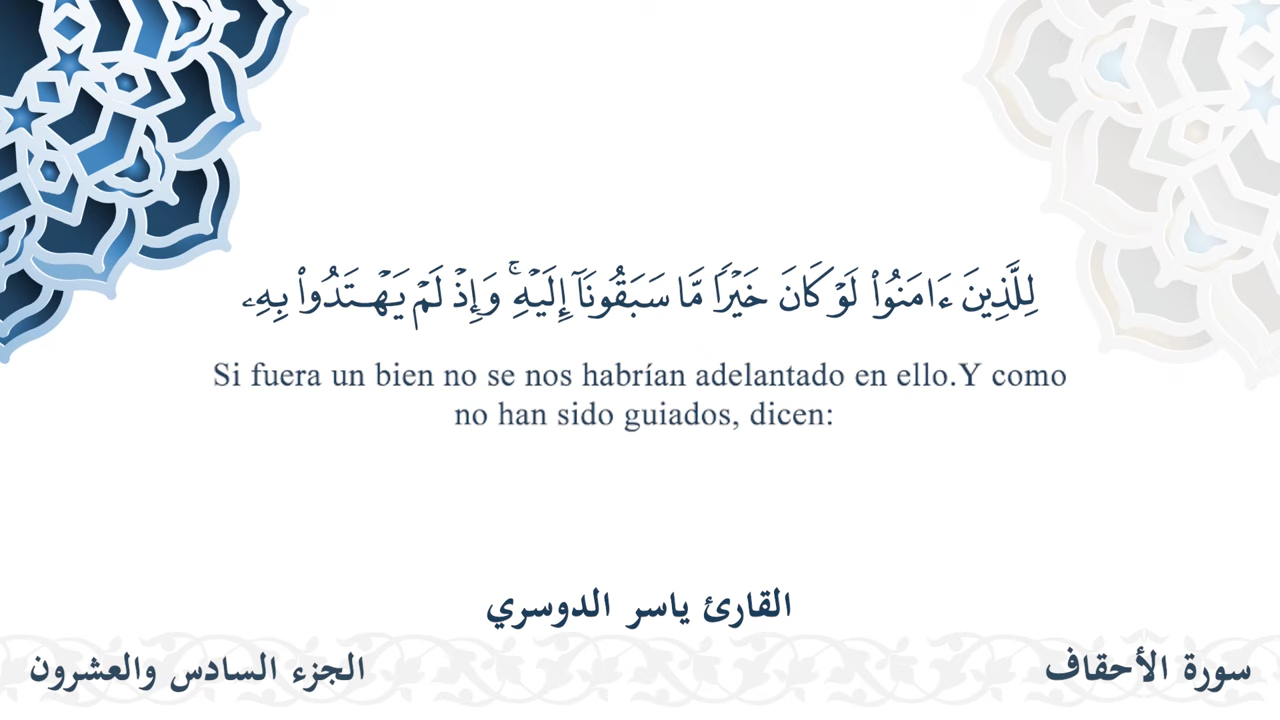 لِلَّذِينَ ءَامَنُوا۟ لَوْ كَانَ خَيْرًا مَّا سَبَقُونَآ إِلَيْهِ ۚ وَإِذْ لَمْ يَهْتَدُوا۟ بِهِۦ
Si fuera un bien no se nos habrían adelantado en ello.Y como
no han sido guiados, dicen:
القارئ ياسر الدوسري
سورة الأحقاف
الجزء السادس والعشرون